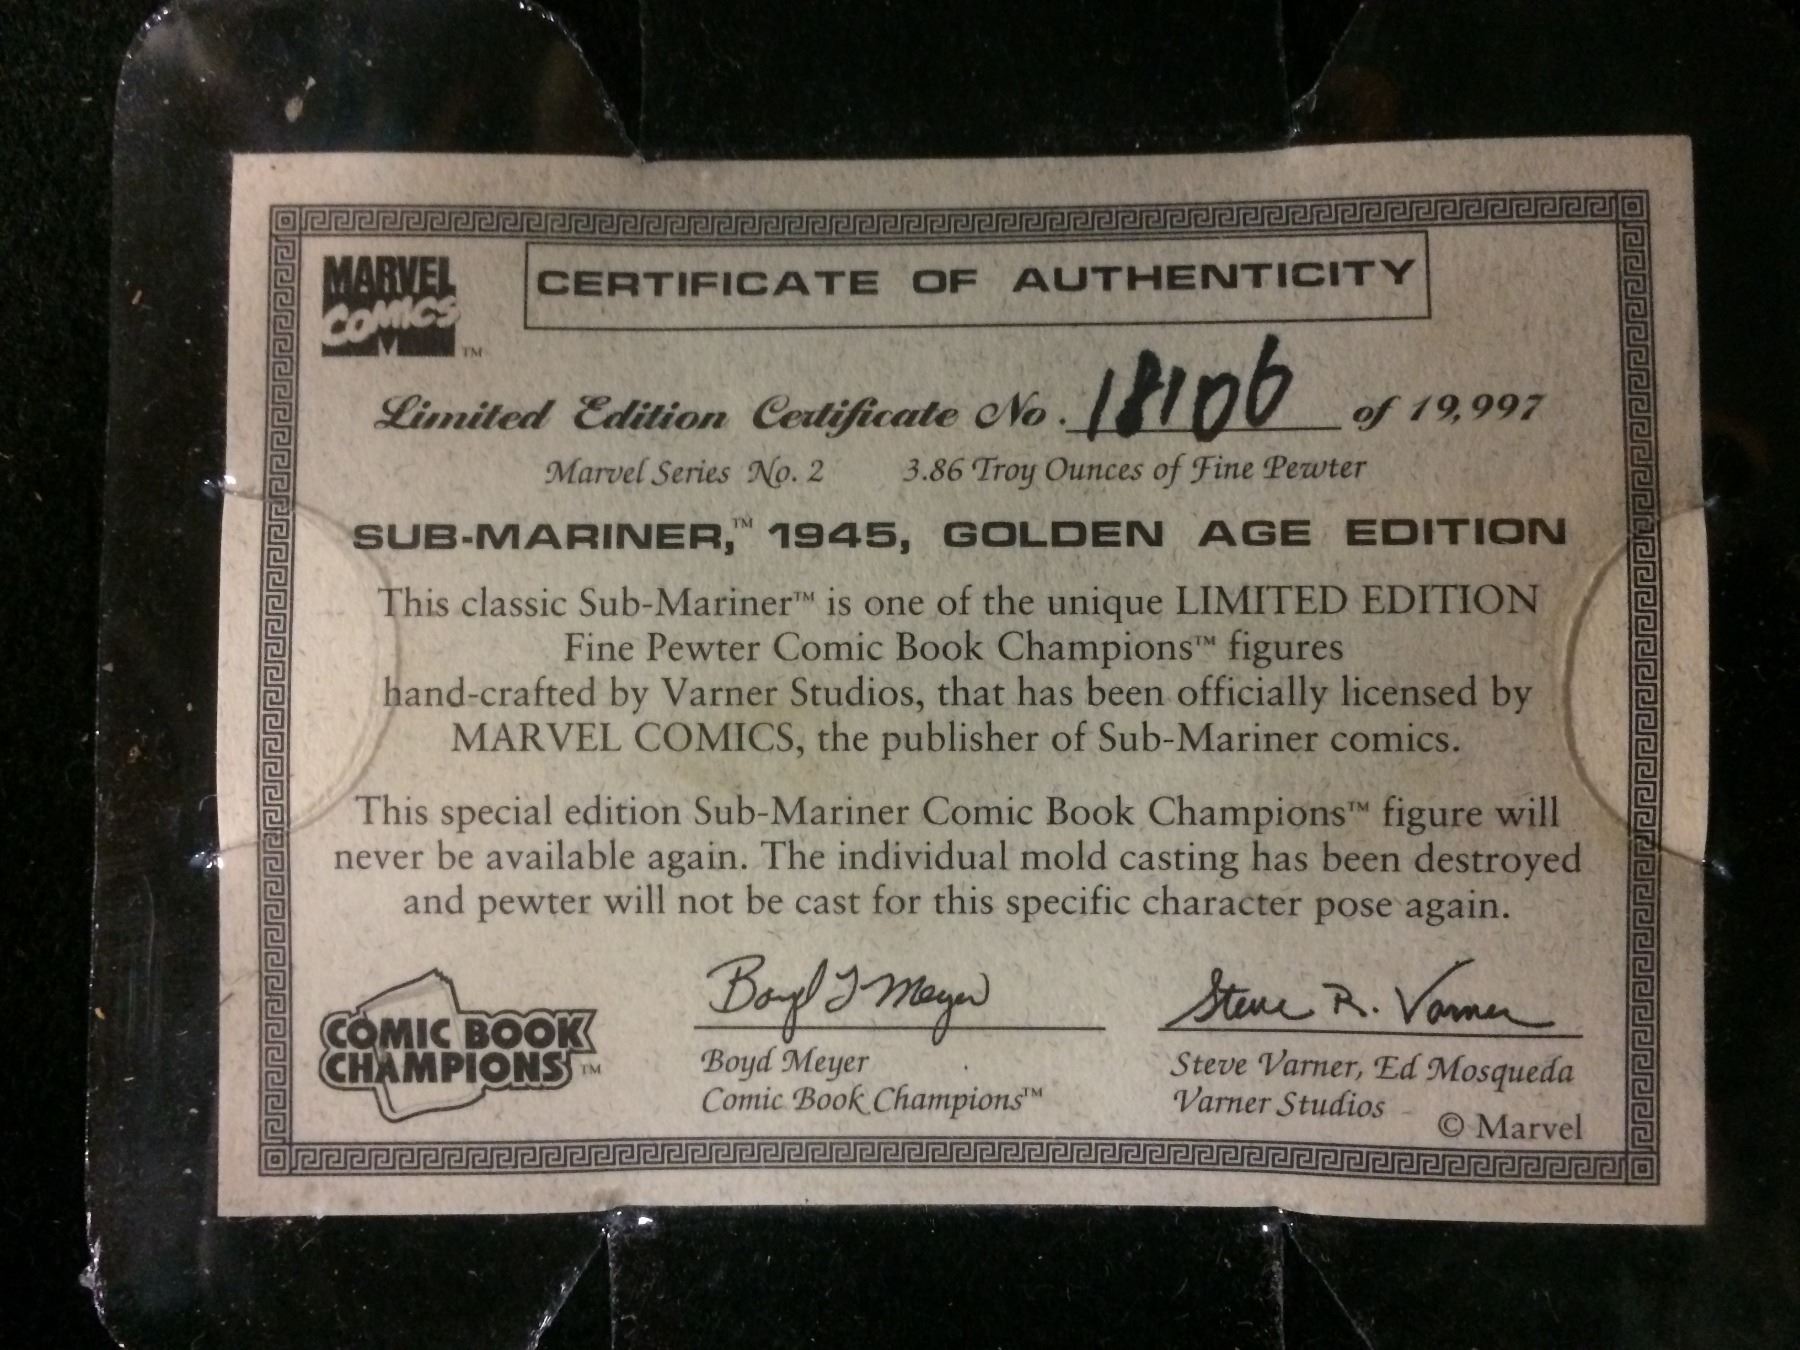 MARVEL
COMICS ™
CERTIFICATE OF AUTHENTICITY
Limited Edition Certificate No. 18106 of 19,997
Marvel Series No. 2 3.86 Troy Ounces of Fine Pewter
SUB-MARINER,™ 1945, GOLDEN AGE EDITION
This classic Sub-Mariner™ is one of the unique LIMITED EDITION
Fine Pewter Comic Book Champions™ figures
hand-crafted by Varner Studios, that has been officially licensed by
MARVEL COMICS, the publisher of Sub-Mariner comics.
This special edition Sub-Mariner Comic Book Champions™ figure will
never be available again. The individual mold casting has been destroyed
and pewter will not be cast for this specific character pose again.
COMIC BOOK
CHAMPIONS ™
Boyd J Meyer
Boyd Meyer
Comic Book Champions™
Steve R. Varner
Steve Varner, Ed Mosqueda
Varner Studios
© Marvel